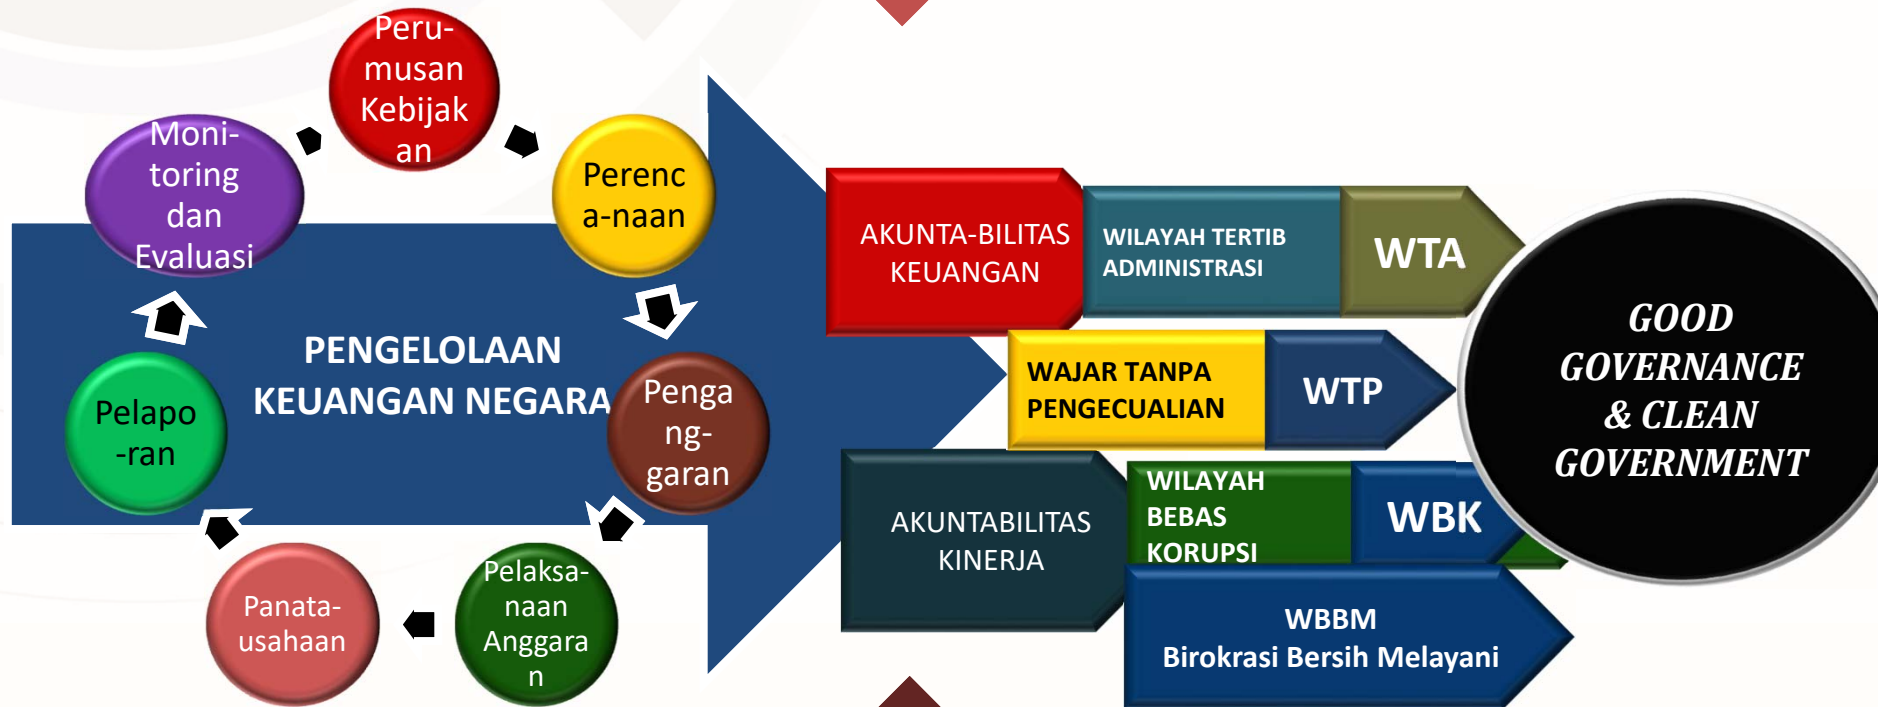 Peru-
musan
Kebijak
an
Perenc
a-naan
Penga
ng-
garan
Pelaksa-
naan
Anggara
n
Panata-
usahaan
Pelapo
-ran
Moni-
toring
dan
Evaluasi
PENGELOLAAN
KEUANGAN NEGARA
AKUNTA-BILITAS
KEUANGAN
WILAYAH TERTIB
ADMINISTRASI
WTA
WAJAR TANPA
PENGECUALIAN
WTP
AKUNTABILITAS
KINERJA
WILAYAH
BEBAS
KORUPSI
WBK
WBBM
Birokrasi Bersih Melayani
GOOD
GOVERNANCE
& CLEAN
GOVERNMENT